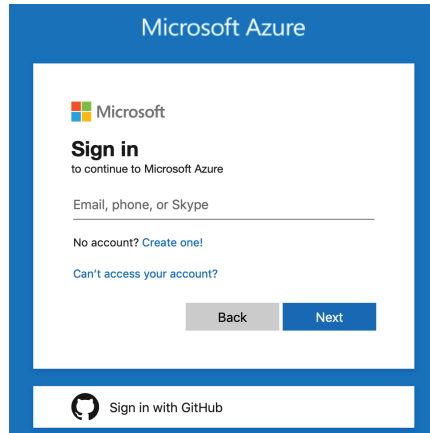 Microsoft Azure
Microsoft
Sign in
to continue to Microsoft Azure
Email, phone, or Skype
No account? Create one!
Can't access your account?
Back
Next
Sign in with GitHub